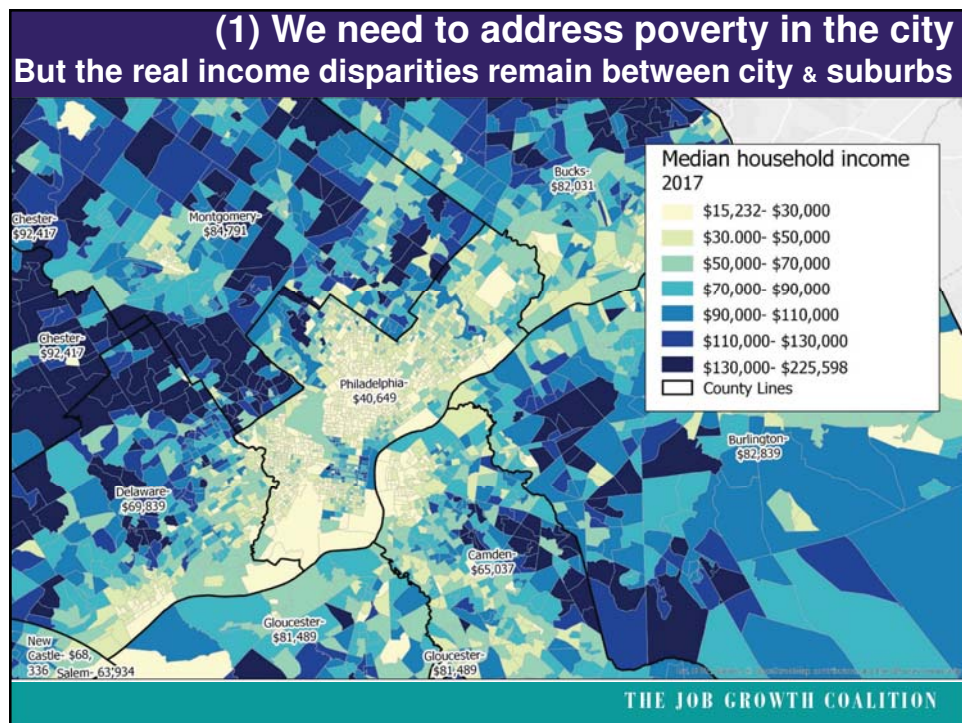 (1) We need to address poverty in the city
But the real income disparities remain between city & suburbs
Median household income
2017
$15,232- $30,000
$30.000- $50,000
$50,000- $70,000
$70,000- $90,000
$90,000- $110,000
$110,000- $130,000
$130,000- $225,598
County Lines
Bucks-
$82,031
Chester-
$92,417
Montgomery-
$84,791
Chester-
$92,417
Philadelphia-
$40,649
Burlington-
$82,839
Delaware-
$69,839
Camden-
$65,037
Gloucester-
$81,489
New
Castle- $68,
336
Salem- 63,934
Gloucester-
$81,489
THE JOB GROWTH COALITION